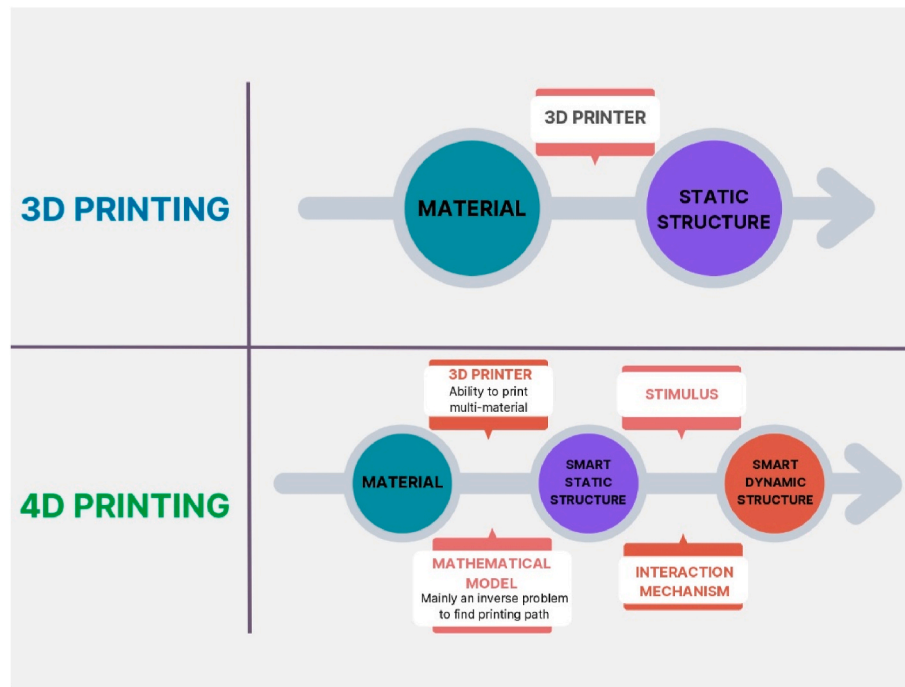 3D PRINTING
3D PRINTER
MATERIAL
STATIC
STRUCTURE
4D PRINTING
3D PRINTER
Ability to print
multi-material
STIMULUS
MATERIAL
SMART
STATIC
STRUCTURE
SMART
DYNAMIC
STRUCTURE
MATHEMATICAL
MODEL
Mainly an inverse problem
to find printing path
INTERACTION
MECHANISM